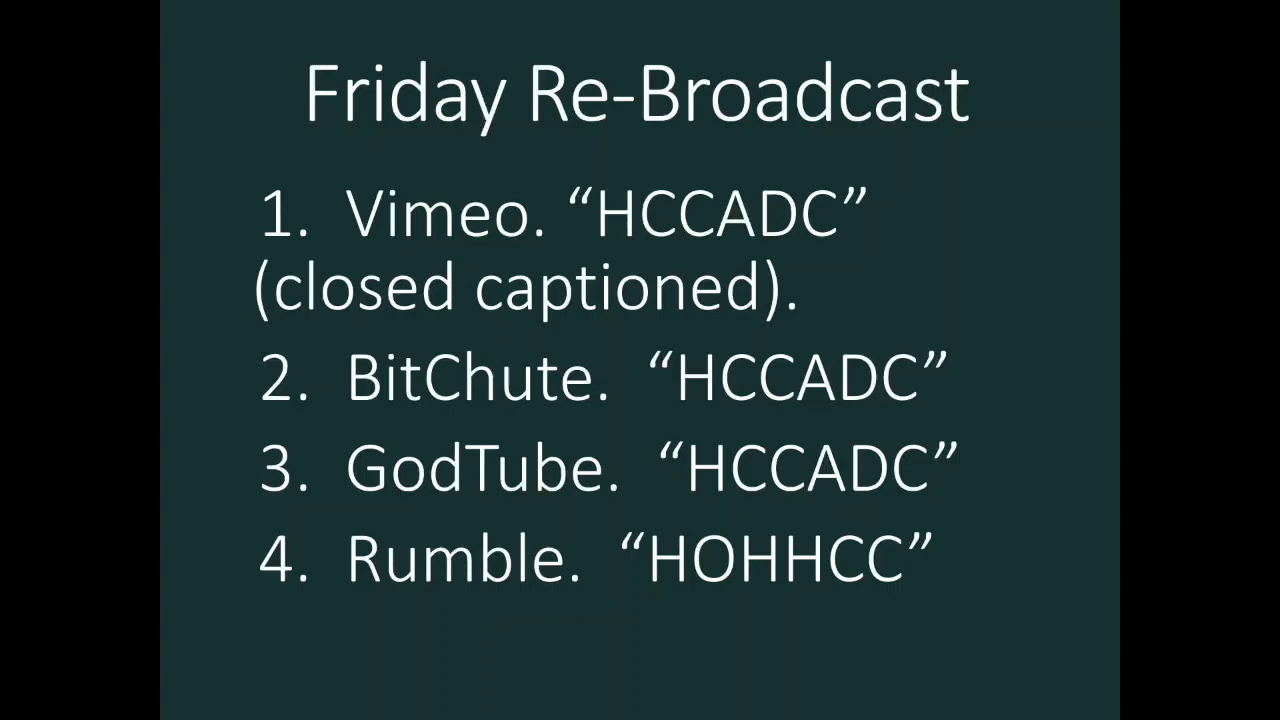 Friday Re-Broadcast
1. Vimeo. “HCCADC”
(closed captioned).
2. BitChute. “HCCADC”
3. GodTube. “HCCADC”
4. Rumble. “HOHHCC”